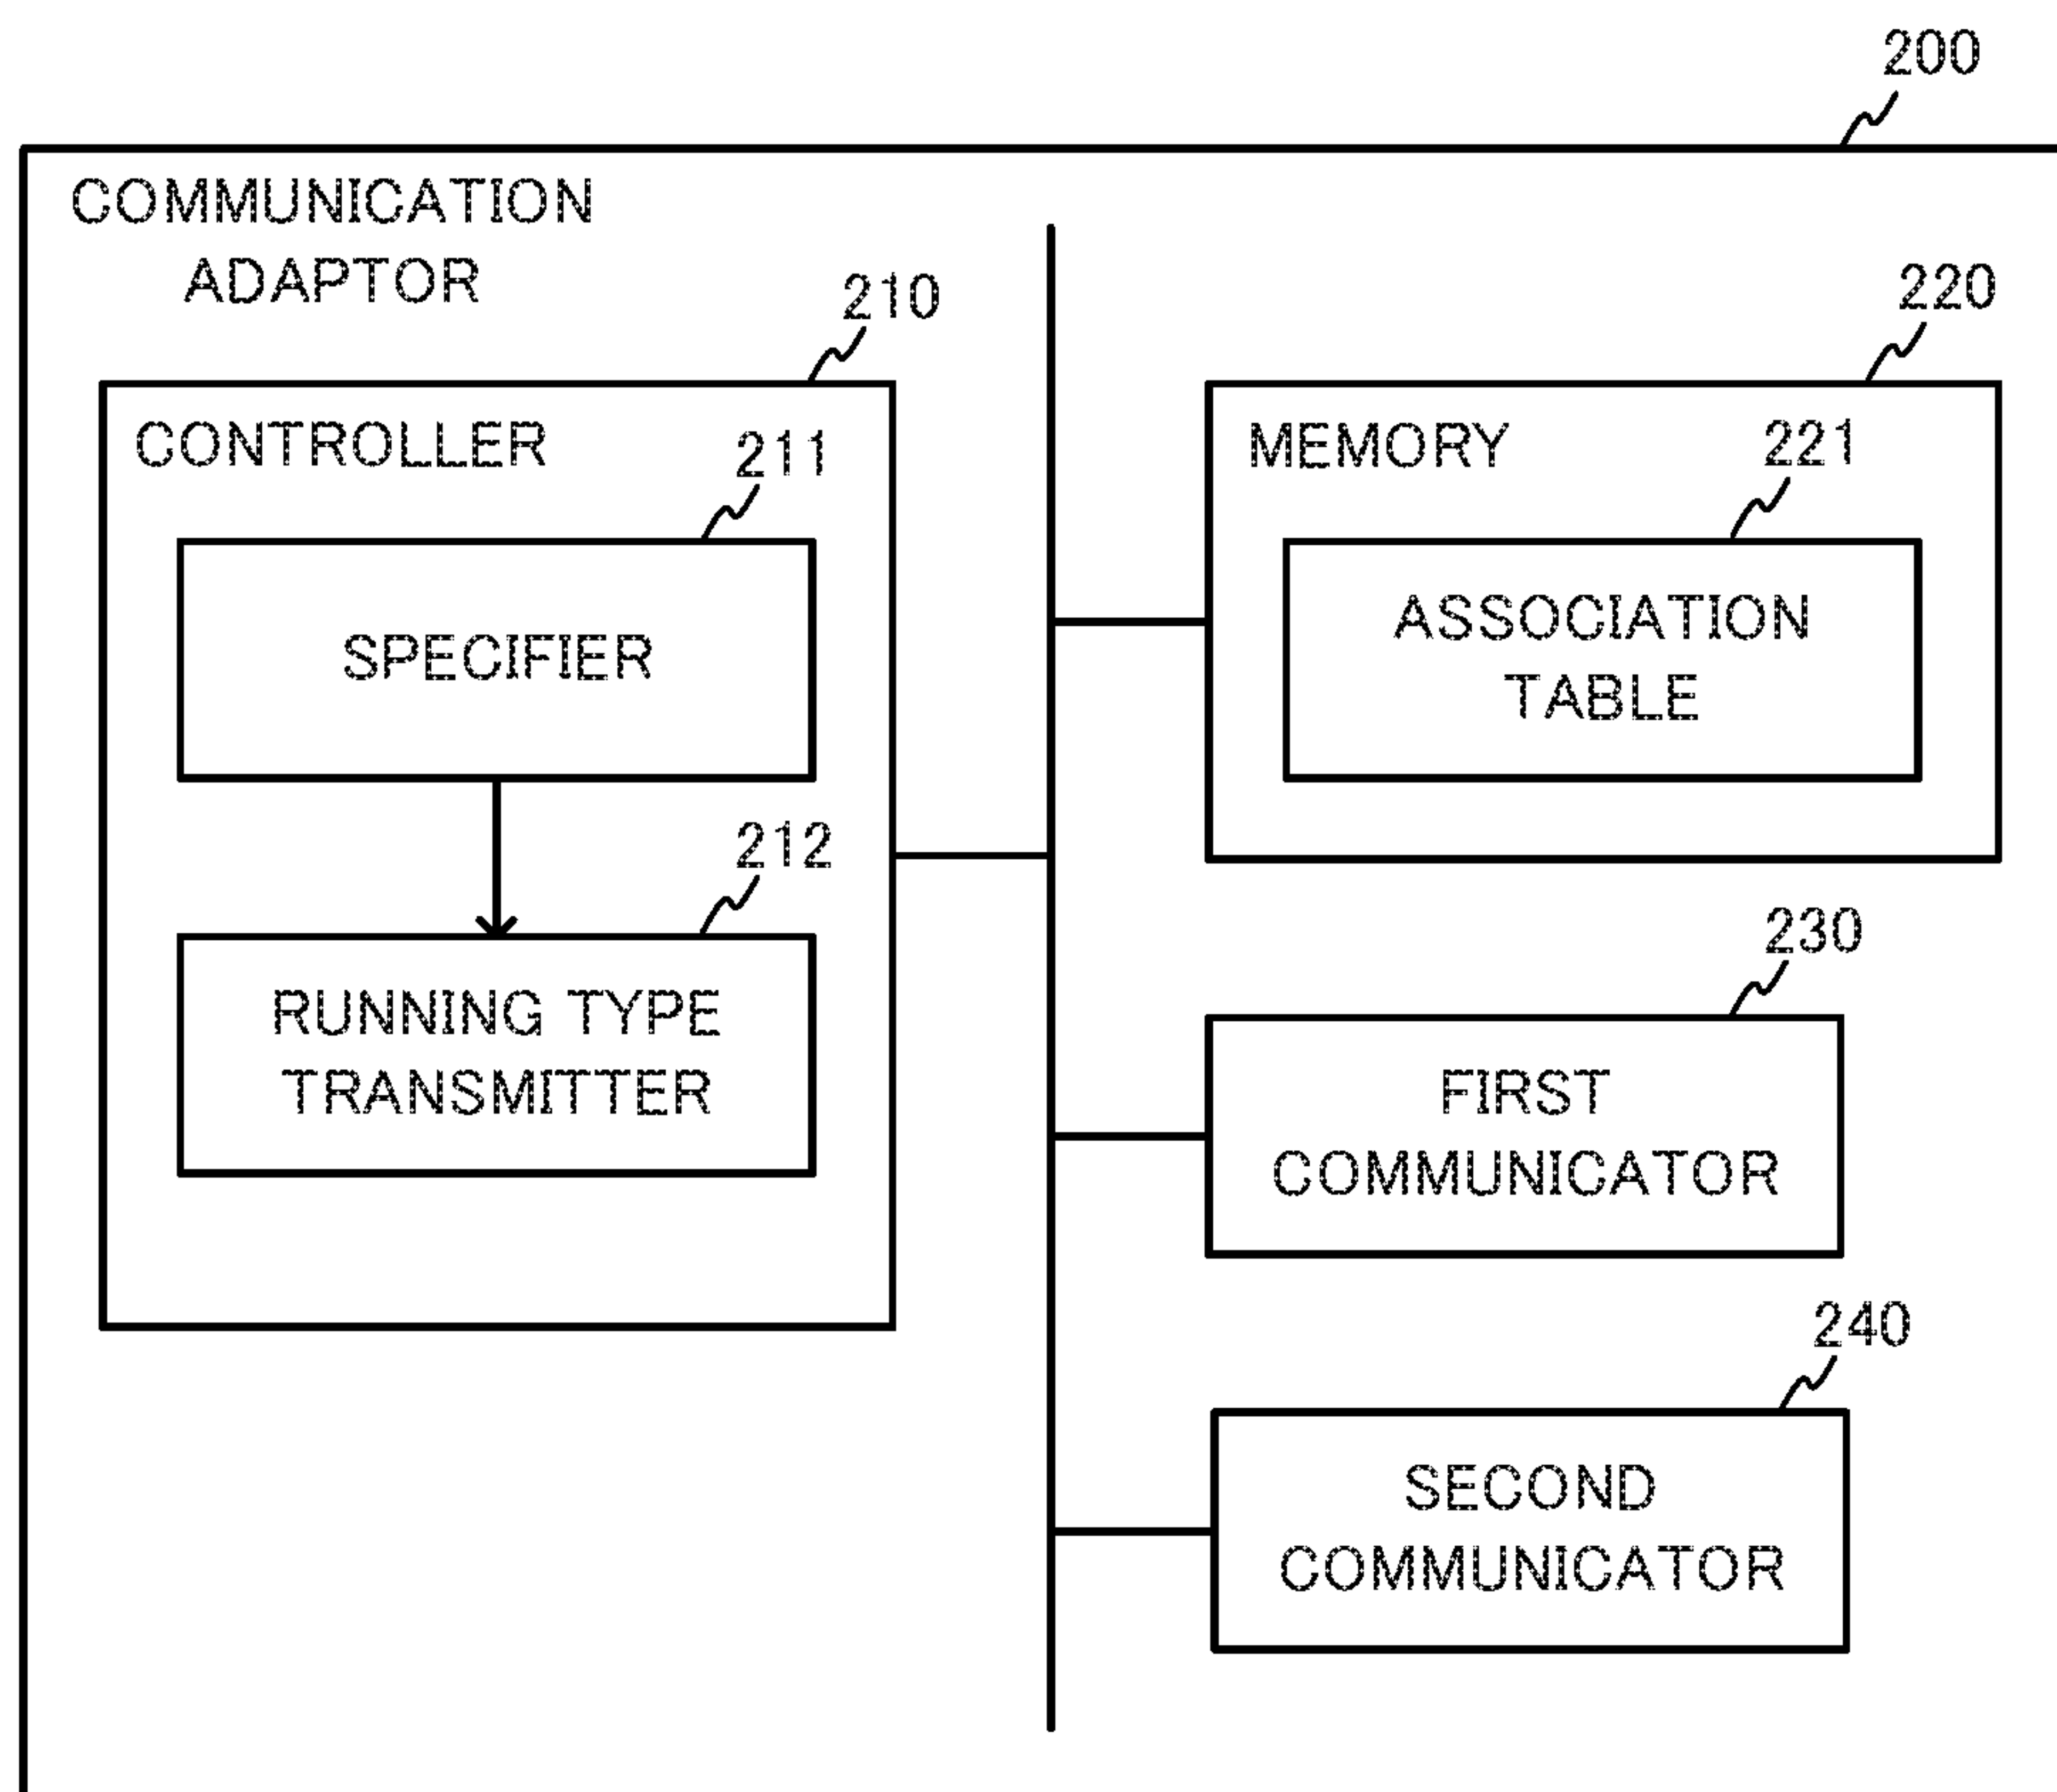 200
COMMUNICATION
ADAPTOR
210
CONTROLLER
211
SPECIFIER
212
RUNNING TYPE
TRANSMITTER
220
MEMORY
221
ASSOCIATION
TABLE
230
FIRST
COMMUNICATOR
240
SECOND
COMMUNICATOR